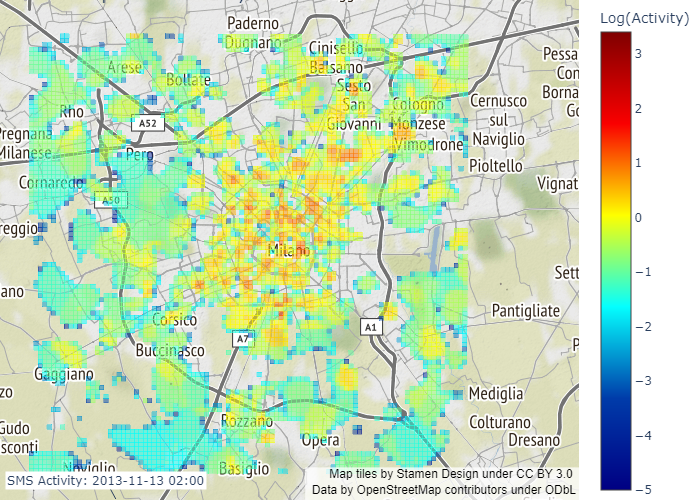 Paderno
Dugnano
Cinisello
Balsamo
Log(Activity)
Arese
Bollate
Sesto
San
Giovanni
Cologno
Monzese
Cernusco
sul
Naviglio
Pessa
Con
Borna
Go
Rho
A52
Pregnana
Milanese
Pero
Vimodrone
Pioltello
Vignat
Cornaredo
A50
reggio
Milano
Sett
ano
Pantigliate
Corsico
A7
A1
Buccinasco
P
Gaggiano
zo
Mediglia
Rozzano
Colturano
Gudo
sconti
Opera
Dresano
Noviglio
Basiglio
SMS Activity: 2013-11-13 02:00
Map tiles by Stamen Design under CC BY 3.0
Data by OpenStreetMap contributors under ODbL
3
2
1
0
−1
−2
−3
−4
−5